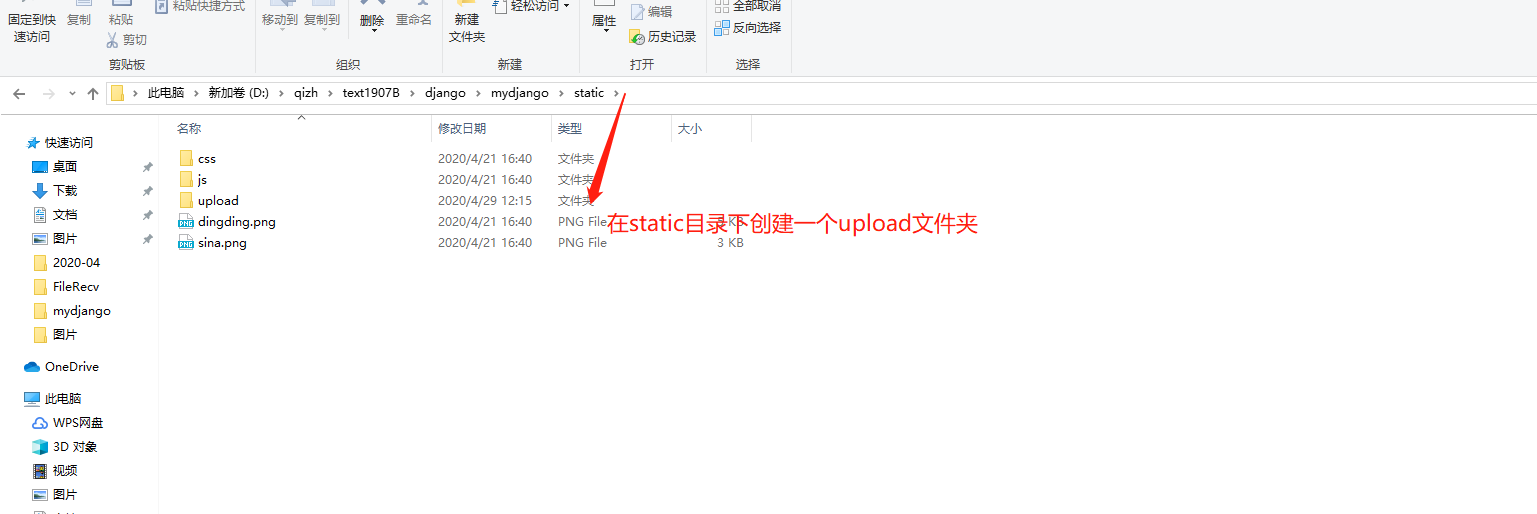 固定到快
速访问
复制
粘贴
粘贴快捷方式
剪切
剪贴板
移动到
复制到
删除
重命名
组织
新建
文件夹
轻松访问
新建
属性
编辑
历史记录
打开
全部取消
反向选择
选择
此电脑 > 新加卷 (D:) > qizh > text1907B > django > mydjango > static >
名称 修改日期 类型 大小
css 2020/4/21 16:40 文件夹
js 2020/4/21 16:40 文件夹
upload 2020/4/29 12:15 文件夹
dingding.png 2020/4/21 16:40 PNG File KB
sina.png 2020/4/21 16:40 PNG File 3 KB
在static目录下创建一个upload文件夹
快速访问
桌面
下载
文档
图片
2020-04
FileRecv
mydjango
图片
OneDrive
此电脑
WPS网盘
3D 对象
视频
图片